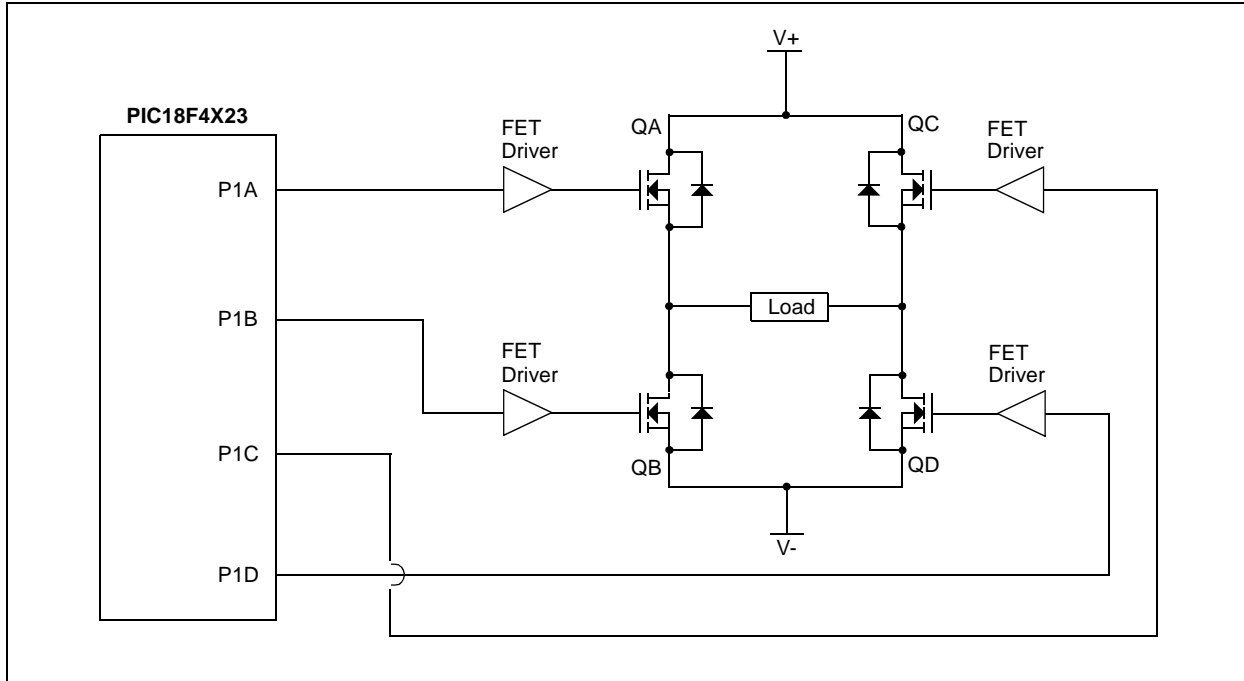 V+
PIC18F4X23
FET
Driver
QA
QC
FET
Driver
P1A
Load
P1B
FET
Driver
FET
Driver
P1C
QB
QD
V-
P1D